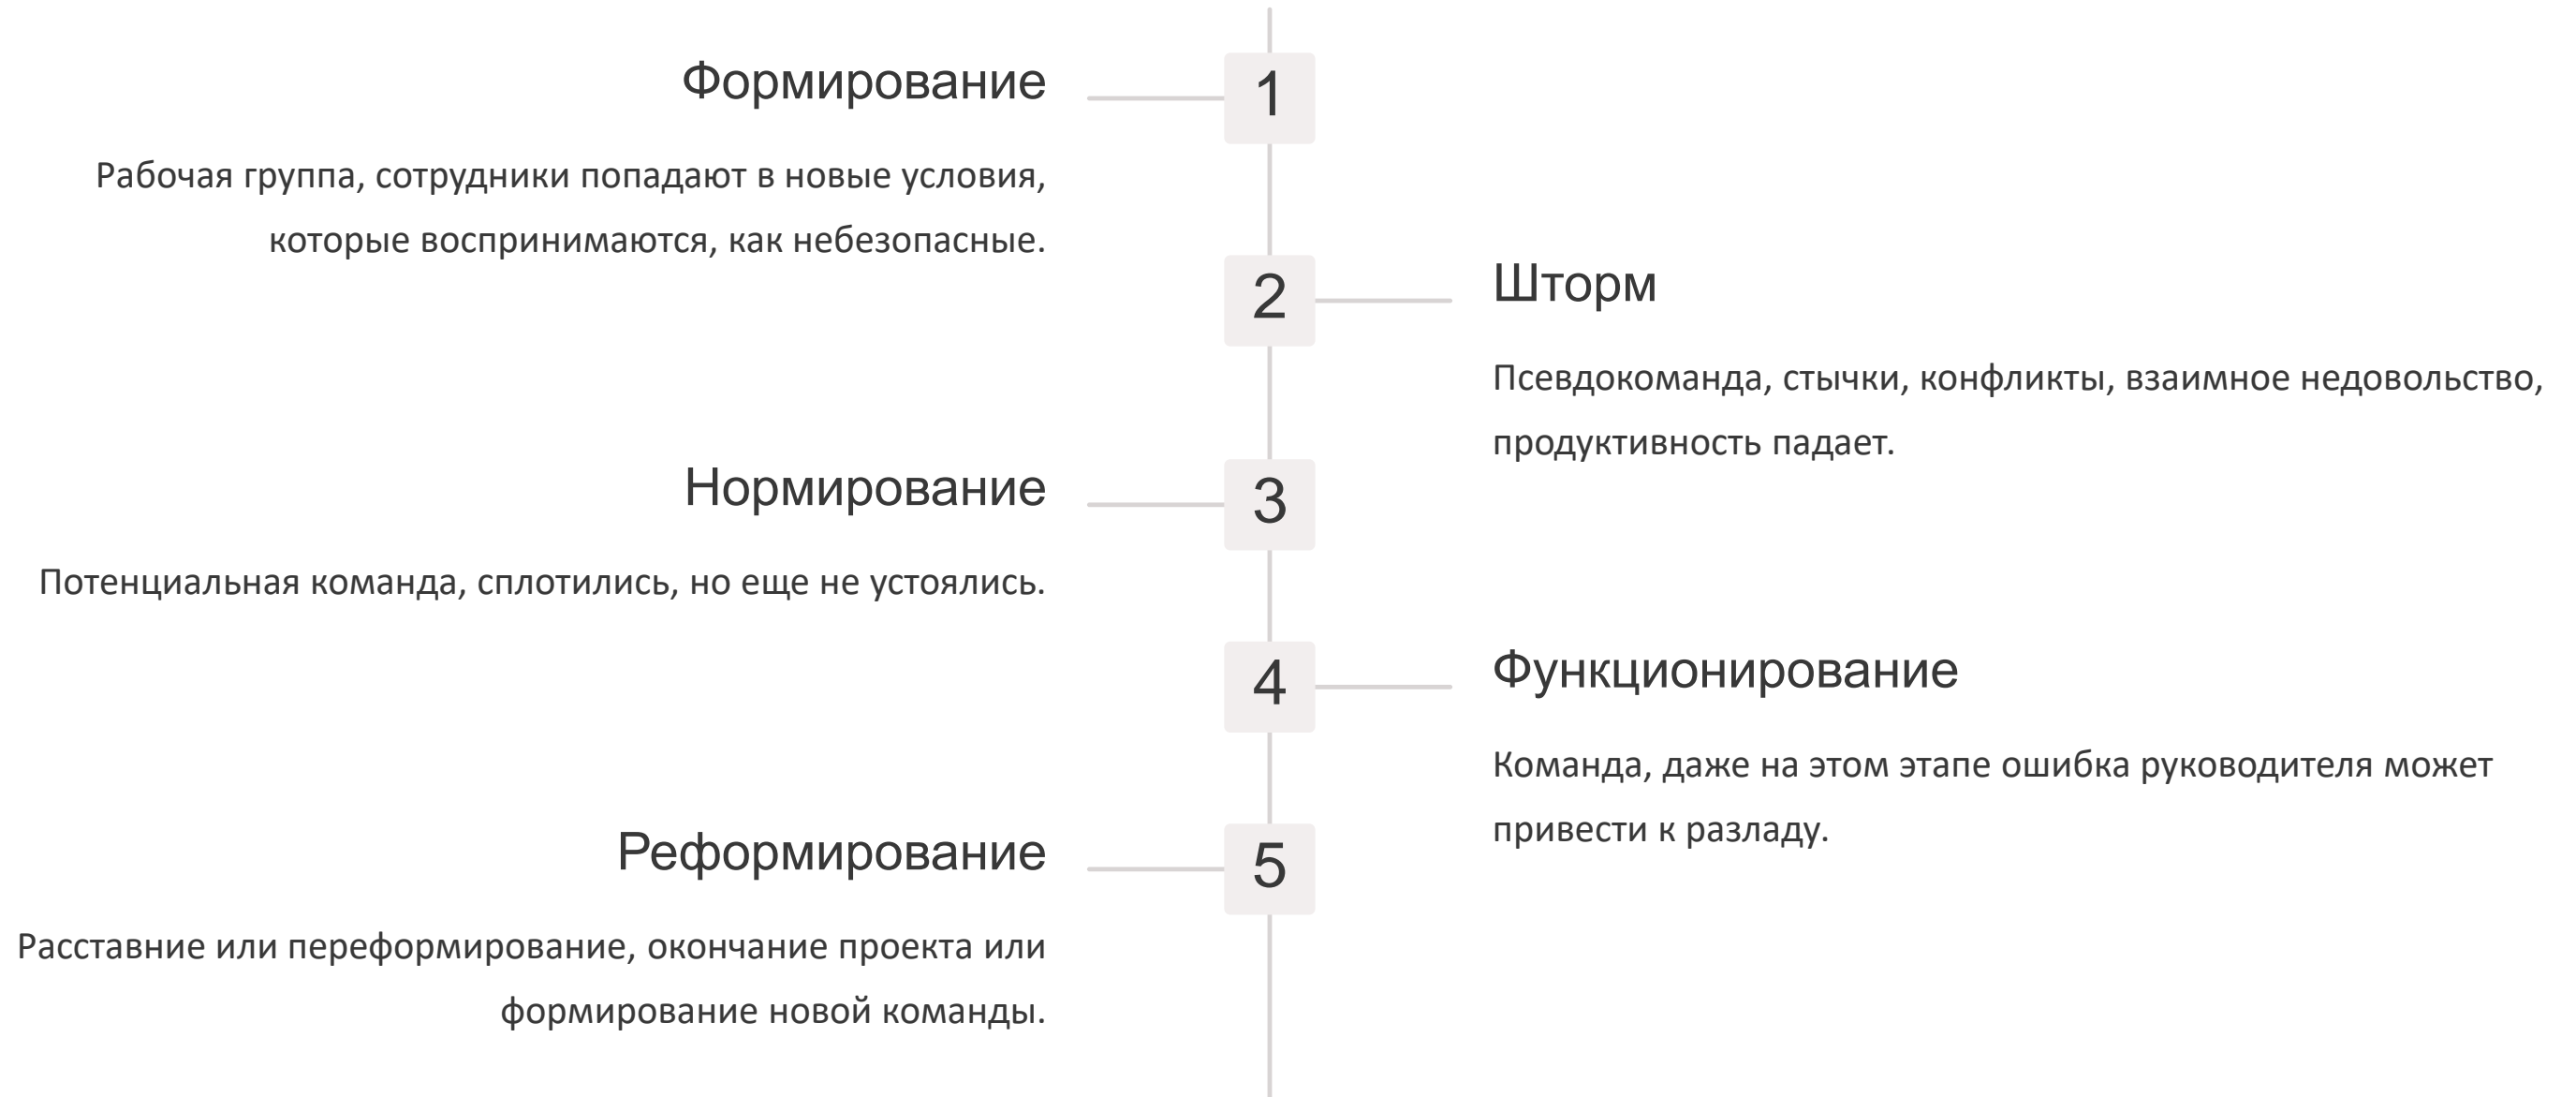 Формирование
1
Рабочая группа, сотрудники попадают в новые условия,
которые воспринимаются, как небезопасные.
2
Шторм
Псевдокоманда, стычки, конфликты, взаимное недовольство,
продуктивность падает.
Нормирование
3
Потенциальная команда, сплотились, но еще не устоялись.
4
Функционирование
Команда, даже на этом этапе ошибка руководителя может
привести к разладу.
Реформирование
5
Расставние или переформирование, окончание проекта или
формирование новой команды.